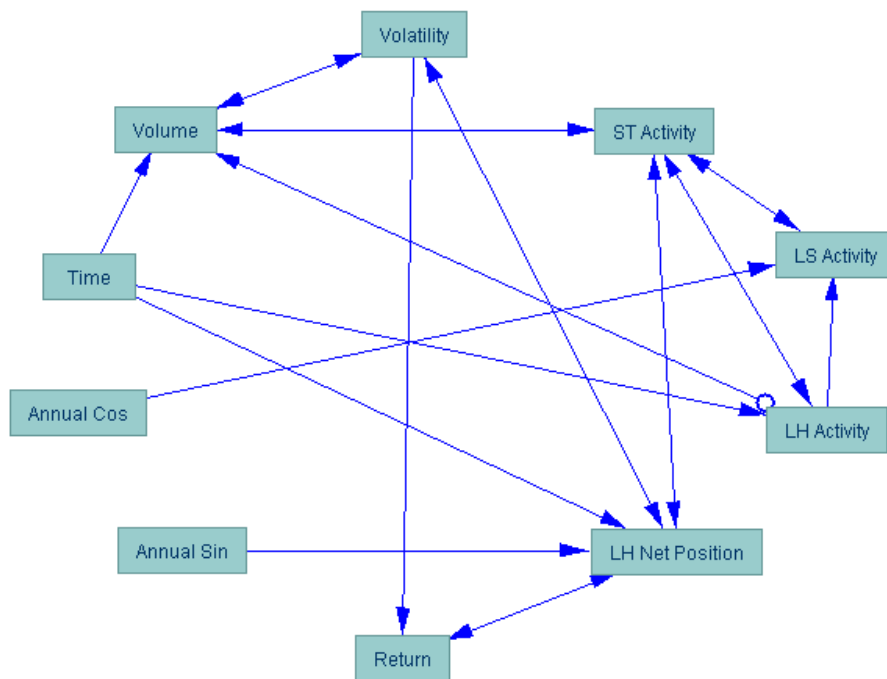 Volatility
Volume
ST Activity
LS Activity
Time
Annual Cos
LH Activity
Annual Sin
LH Net Position
Return